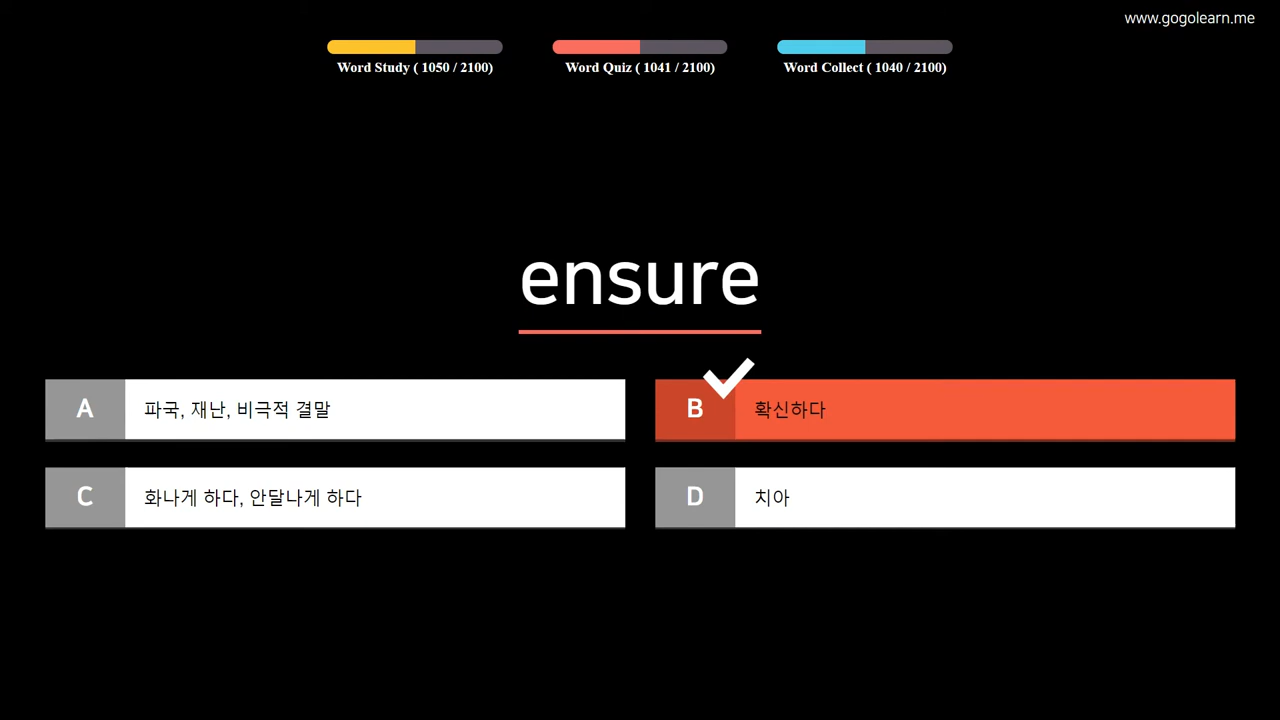 www.gogolearn.me
Word Study ( 1050 / 2100)
Word Quiz ( 1041 / 2100)
Word Collect ( 1040 / 2100)
ensure
A 파국, 재난, 비극적 결말
B 확신하다
C 화나게 하다, 안달나게 하다
D 치아